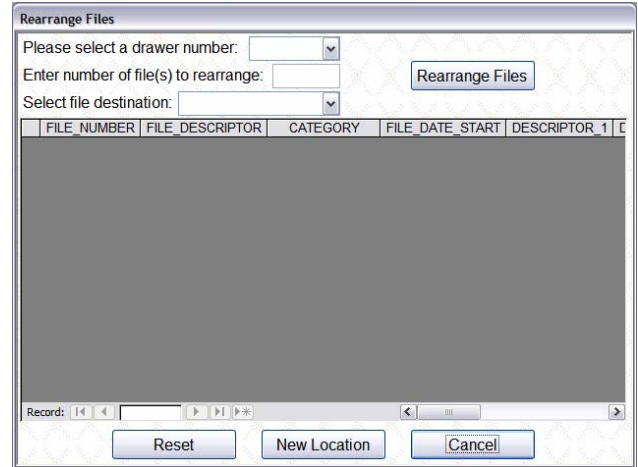 Rearrange Files
Please select a drawer number:
Enter number of file(s) to rearrange:
Rearrange Files
Select file destination:
FILE_NUMBER FILE_DESCRIPTOR CATEGORY FILE_DATE_START DESCRIPTOR_1 D
Record:
Reset New Location Cancel